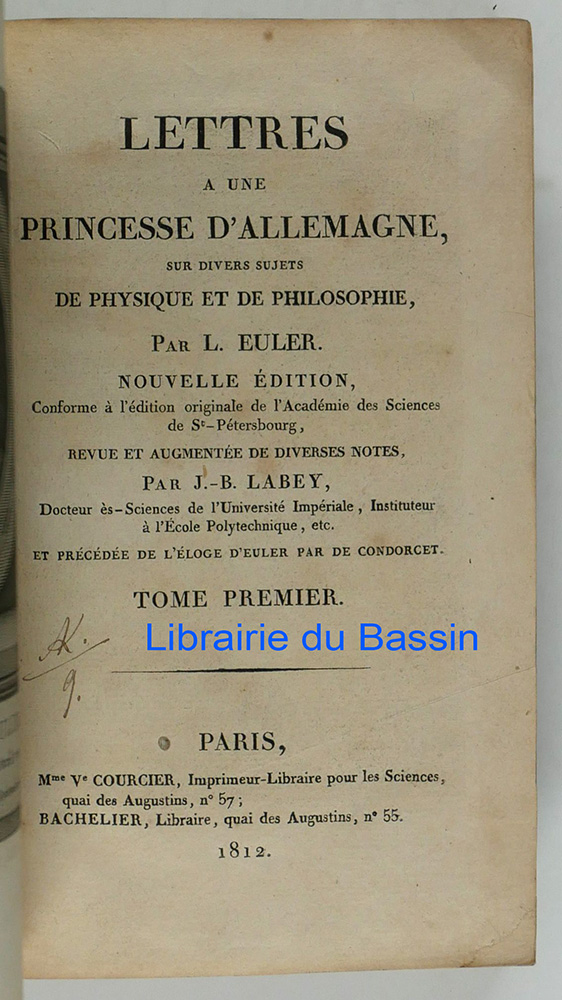 LETTRES
A UNE
PRINCESSE D'ALLEMAGNE,
SUR DIVERS SUJETS
DE PHYSIQUE ET DE PHILOSOPHIE,
PAR L. EULER.
NOUVELLE ÉDITION,
Conforme à l'édition originale de l'Académie des Sciences
de St-Pétersbourg,
REVUE ET AUGMENTÉE DE DIVERSES NOTES,
PAR J.-B. LABEY,
Docteur ès-Sciences de l'Université Impériale, Instituteur
à l'École Polytechnique, etc.
ET PRÉCÉDÉE DE L'ÉLOGE D'EULER PAR DE CONDORCET.
TOME PREMIER.
Librairie du Bassin
9.
PARIS,
Mme Ve COURCIER, Imprimeur-Libraire pour les Sciences,
quai des Augustins, n° 57;
BACHELIER, Libraire, quai des Augustins, n° 55.
1812.